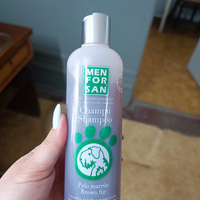 MEN
FOR
SAN
Champú
Shampoo
Pelo marrón
Brown fur